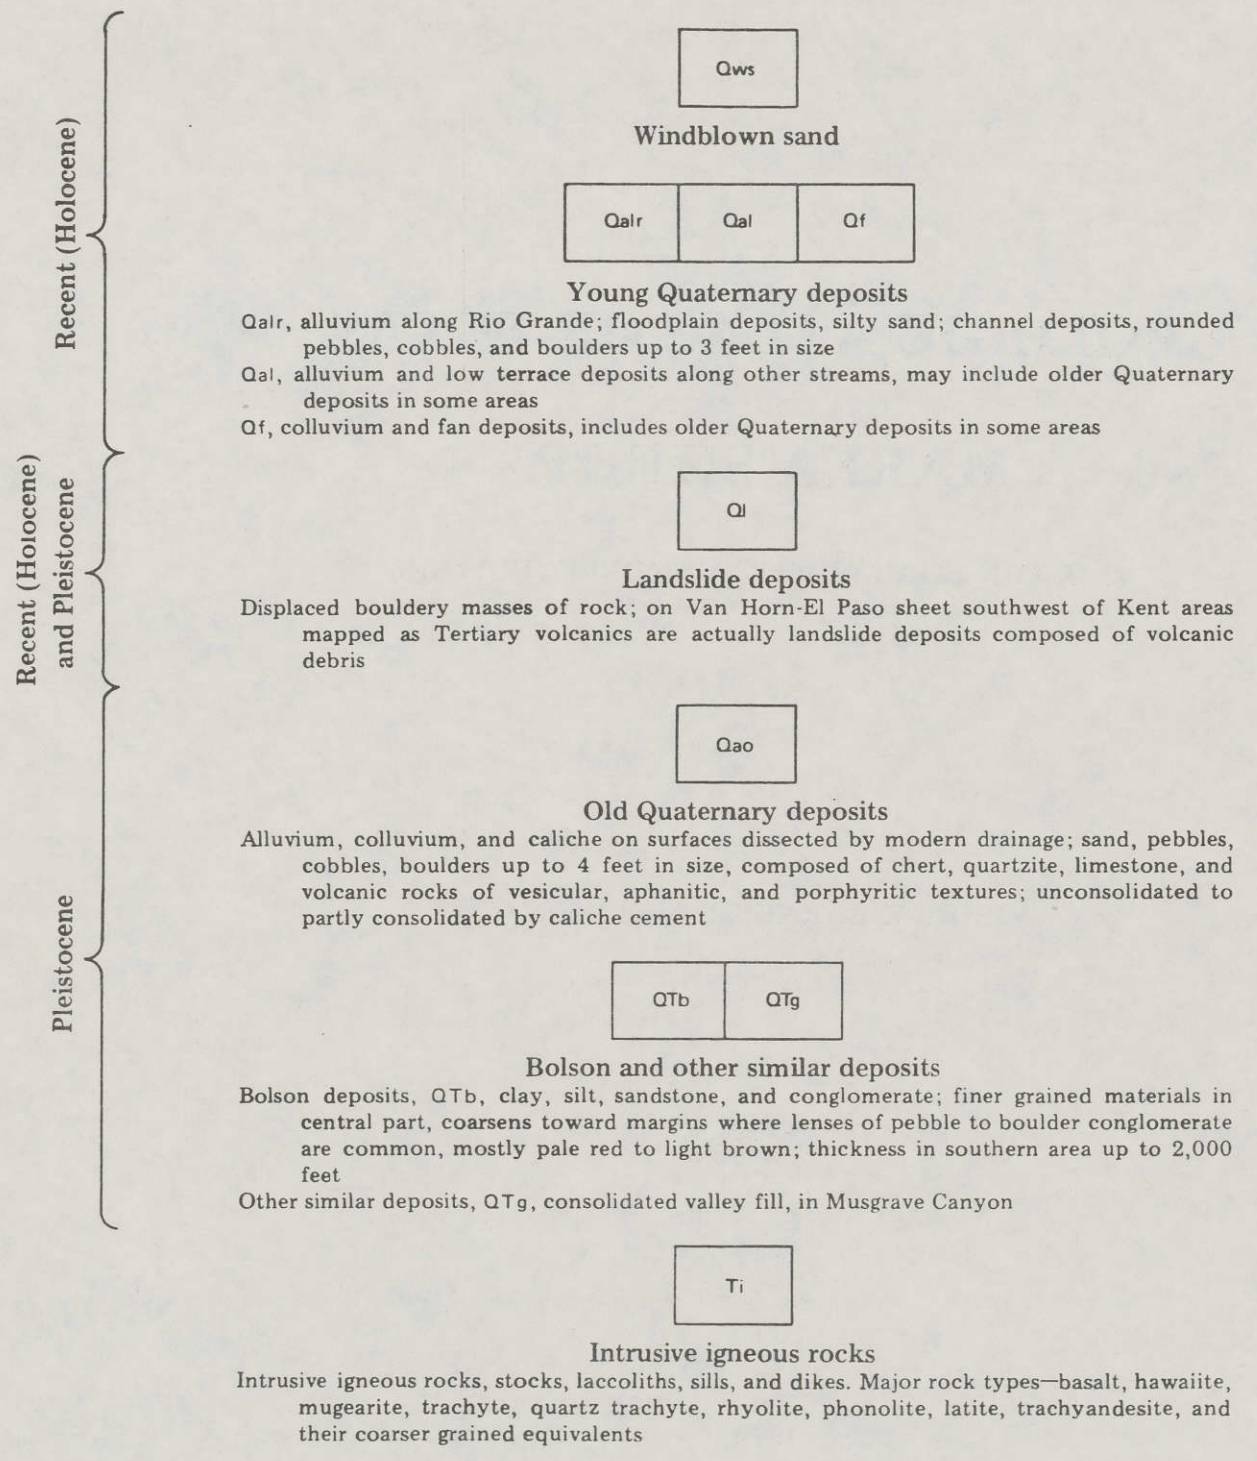 Recent (Holocene)
Recent (Holocene)
and Pleistocene
Pleistocene
Qws
Windblown sand
Qalr Qal Qf
Young Quaternary deposits
Qalr, alluvium along Rio Grande; floodplain deposits, silty sand; channel deposits, rounded
pebbles, cobbles, and boulders up to 3 feet in size
Qal, alluvium and low terrace deposits along other streams, may include older Quaternary
deposits in some areas
Qf, colluvium and fan deposits, includes older Quaternary deposits in some areas
Ql
Landslide deposits
Displaced bouldery masses of rock; on Van Horn-El Paso sheet southwest of Kent areas
mapped as Tertiary volcanics are actually landslide deposits composed of volcanic
debris
Qao
Old Quaternary deposits
Alluvium, colluvium, and caliche on surfaces dissected by modern drainage; sand, pebbles,
cobbles, boulders up to 4 feet in size, composed of chert, quartzite, limestone, and
volcanic rocks of vesicular, aphanitic, and porphyritic textures; unconsolidated to
partly consolidated by caliche cement
QTb QTg
Bolson and other similar deposits
Bolson deposits, QTb, clay, silt, sandstone, and conglomerate; finer grained materials in
central part, coarsens toward margins where lenses of pebble to boulder conglomerate
are common, mostly pale red to light brown; thickness in southern area up to 2,000
feet
Other similar deposits, QTg, consolidated valley fill, in Musgrave Canyon
Ti
Intrusive igneous rocks
Intrusive igneous rocks, stocks, laccoliths, sills, and dikes. Major rock types—basalt, hawaiite,
mugearite, trachyte, quartz trachyte, rhyolite, phonolite, latite, trachyandesite, and
their coarser grained equivalents